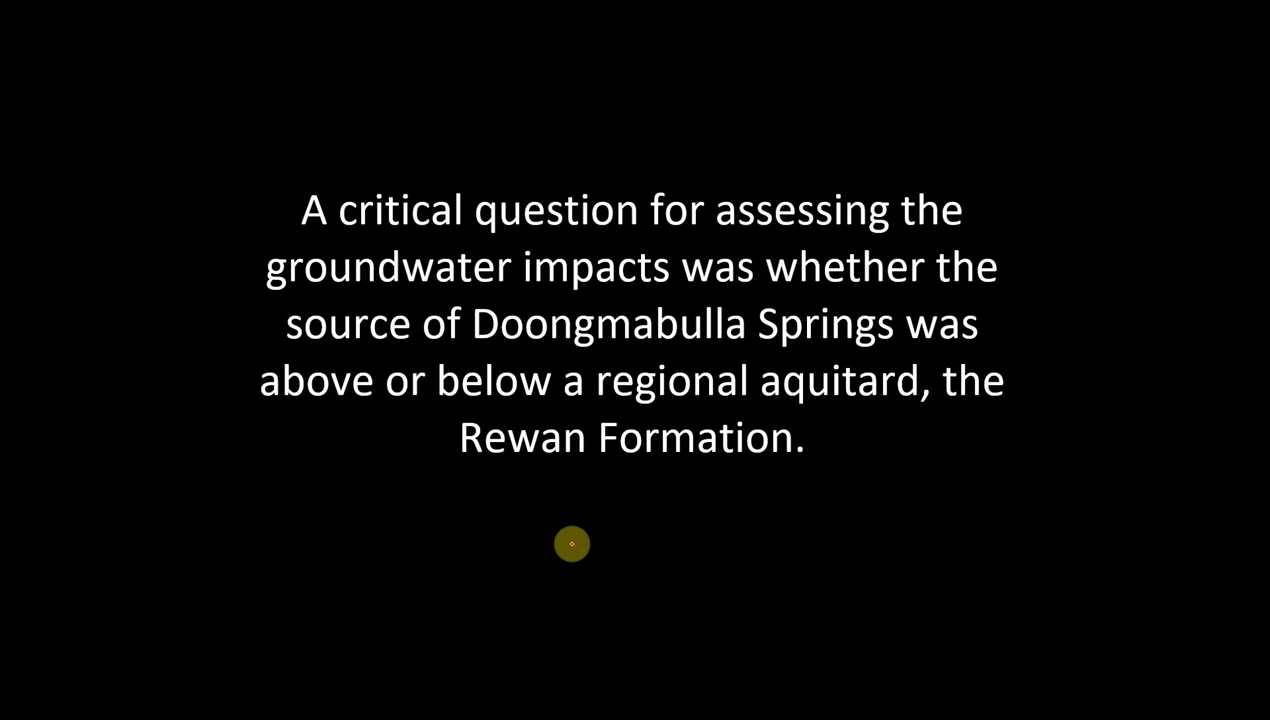 A critical question for assessing the
groundwater impacts was whether the
source of Doongmabulla Springs was
above or below a regional aquitard, the
Rewan Formation.